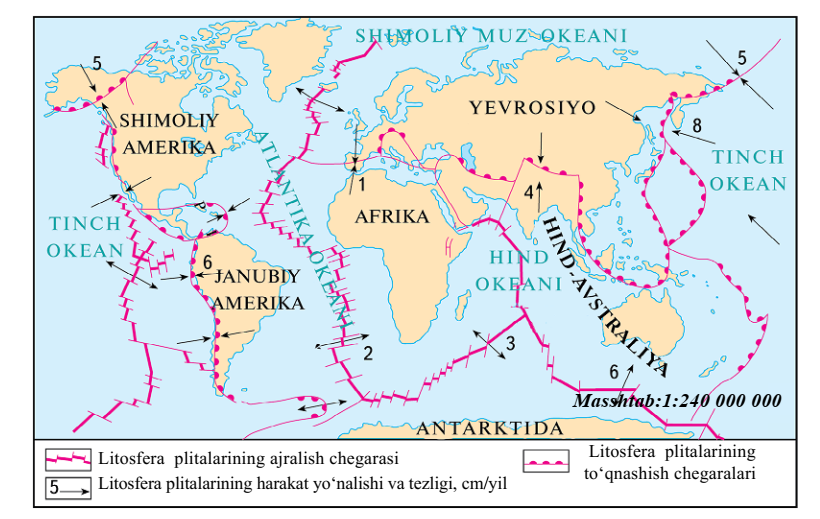 SHIMOLIY MUZ OKEANI
5
5
SHIMOLIY
AMERIKA
YEVROSIYO
8
ATLANTIKA OKEANI
TINCH
OKEAN
1
4
AFRIKA
TINCH
OKEAN
HIND
OKEANI
HIND-AVSTRALIYA
6
JANUBIY
AMERIKA
2
3
6
Masshtab:1:240 000 000
ANTARKTIDA
Litosfera plitalarining ajralish chegarasi
5 Litosfera plitalarining harakat yo‘nalishi va tezligi, cm/yil
Litosfera plitalarining
to‘qnashish chegaralari